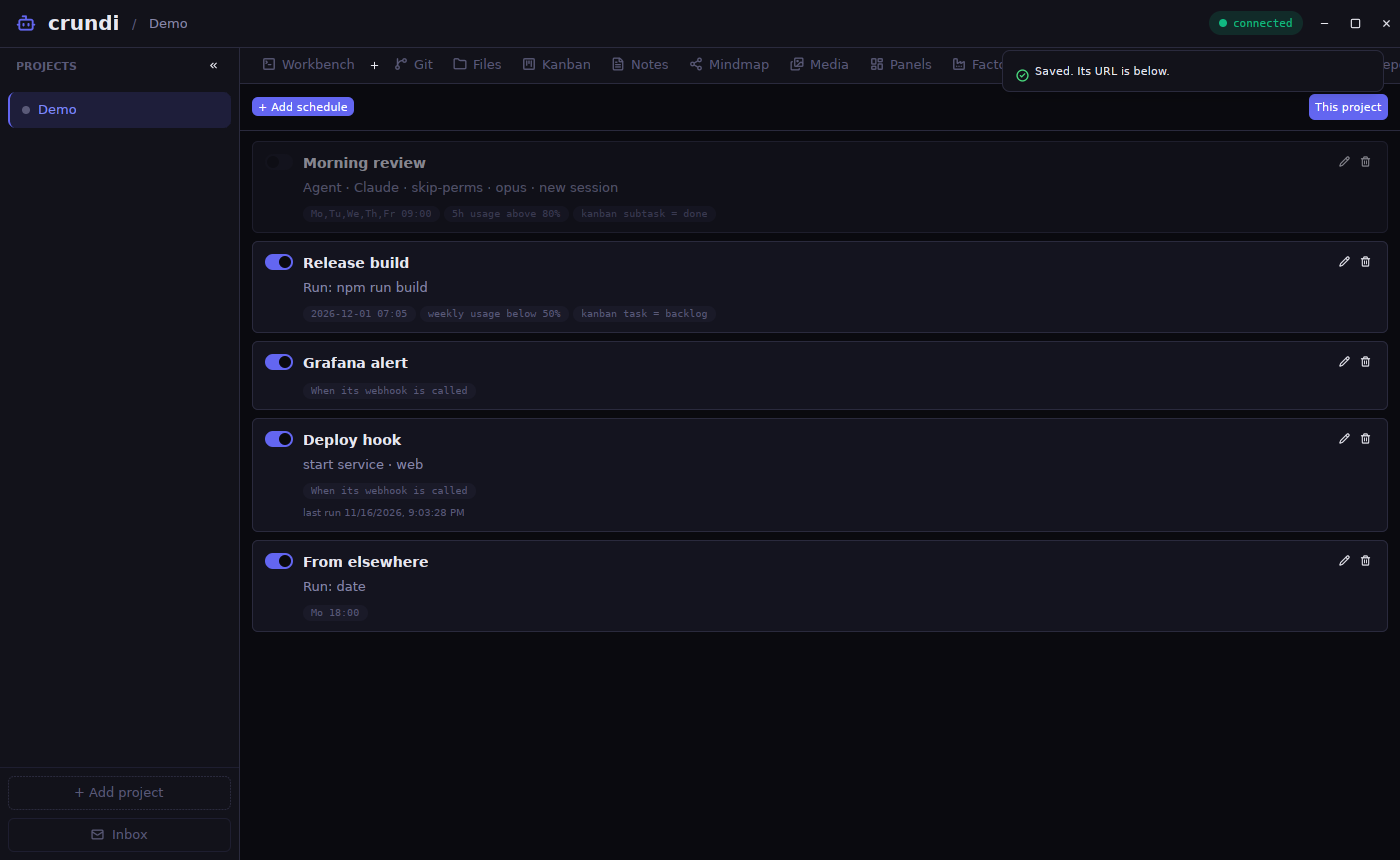 crundi / Demo
connected
PROJECTS «
Workbench + Git Files Kanban Notes Mindmap Media Panels
Saved. Its URL is below.
Demo
+ Add schedule
This project
Morning review
Agent · Claude · skip-perms · opus · new session
Mo,Tu,We,Th,Fr 09:00 5h usage above 80% kanban subtask = done
Release build
Run: npm run build
2026-12-01 07:05 weekly usage below 50% kanban task = backlog
Grafana alert
When its webhook is called
Deploy hook
start service · web
When its webhook is called
last run 11/16/2026, 9:03:28 PM
From elsewhere
Run: date
Mo 18:00
+ Add project
Inbox